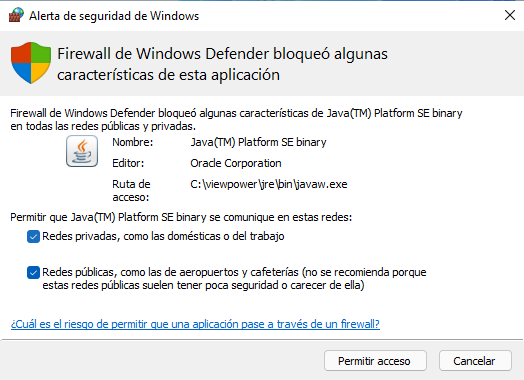 Alerta de seguridad de Windows
Firewall de Windows Defender bloqueó algunas
características de esta aplicación
Firewall de Windows Defender bloqueó algunas características de Java(TM) Platform SE binary
en todas las redes públicas y privadas.
Nombre: Java(TM) Platform SE binary
Editor: Oracle Corporation
Ruta de C:\viewpower\jre\bin\javaw.exe
acceso:
Permitir que Java(TM) Platform SE binary se comunique en estas redes:
Redes privadas, como las domésticas o del trabajo
Redes públicas, como las de aeropuertos y cafeterías (no se recomienda porque
estas redes públicas suelen tener poca seguridad o carecer de ella)
¿Cuál es el riesgo de permitir que una aplicación pase a través de un firewall?
Permitir acceso Cancelar